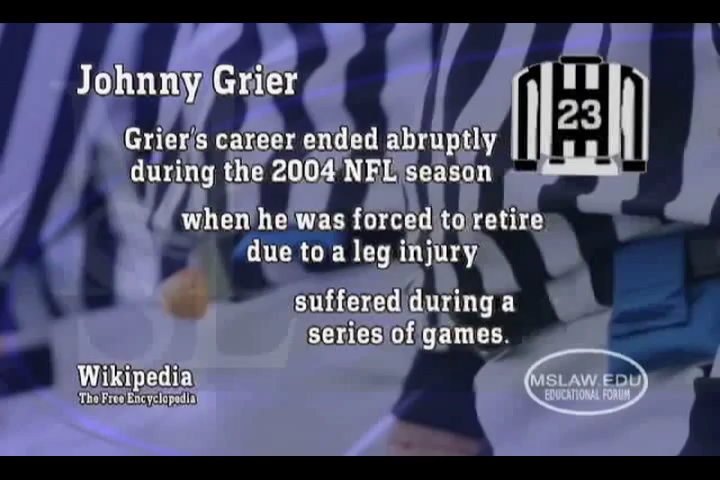 Johnny Grier
23
Grier's career ended abruptly
during the 2004 NFL season
when he was forced to retire
due to a leg injury
suffered during a
series of games.
Wikipedia
The Free Encyclopedia
MSLAW.EDU
EDUCATIONAL FORUM